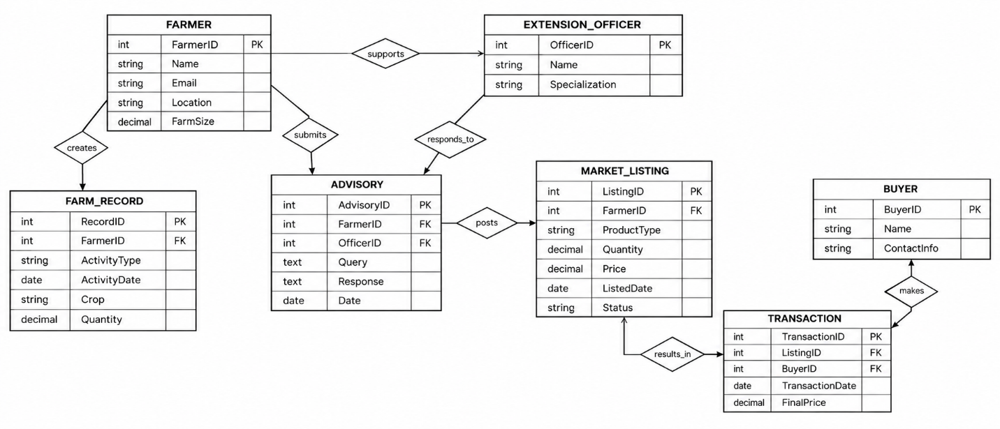 FARMER
int FarmerID PK
string Name
string Email
string Location
decimal FarmSize
supports
EXTENSION_OFFICER
int OfficerID PK
string Name
string Specialization
creates
submits
responds_to
FARM_RECORD
int RecordID PK
int FarmerID FK
string ActivityType
date ActivityDate
string Crop
decimal Quantity
ADVISORY
int AdvisoryID PK
int FarmerID FK
int OfficerID FK
text Query
text Response
date Date
posts
MARKET_LISTING
int ListingID PK
int FarmerID FK
string ProductType
decimal Quantity
decimal Price
date ListedDate
string Status
BUYER
int BuyerID PK
string Name
string ContactInfo
makes
results_in
TRANSACTION
int TransactionID PK
int ListingID FK
int BuyerID FK
date TransactionDate
decimal FinalPrice